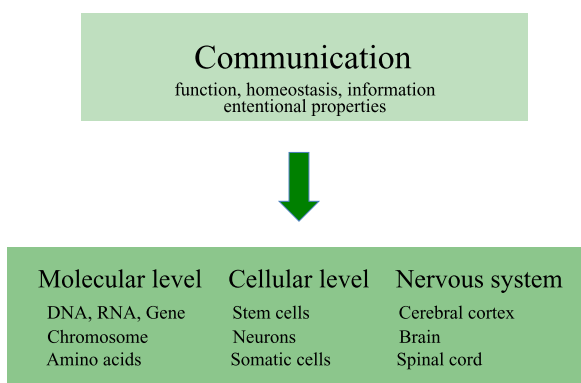 Communication
function, homeostasis, information
ententional properties
Molecular level
DNA, RNA, Gene
Chromosome
Amino acids
Cellular level
Stem cells
Neurons
Somatic cells
Nervous system
Cerebral cortex
Brain
Spinal cord